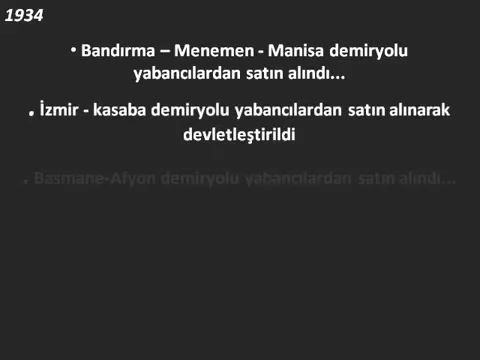 1934
• Bandırma – Menemen - Manisa demiryolu
yabancılardan satın alındı...
. İzmir - kasaba demiryolu yabancılardan satın alınarak
devletleştirildi
. Basmane-Afyon demiryolu yabancılardan satın alındı...